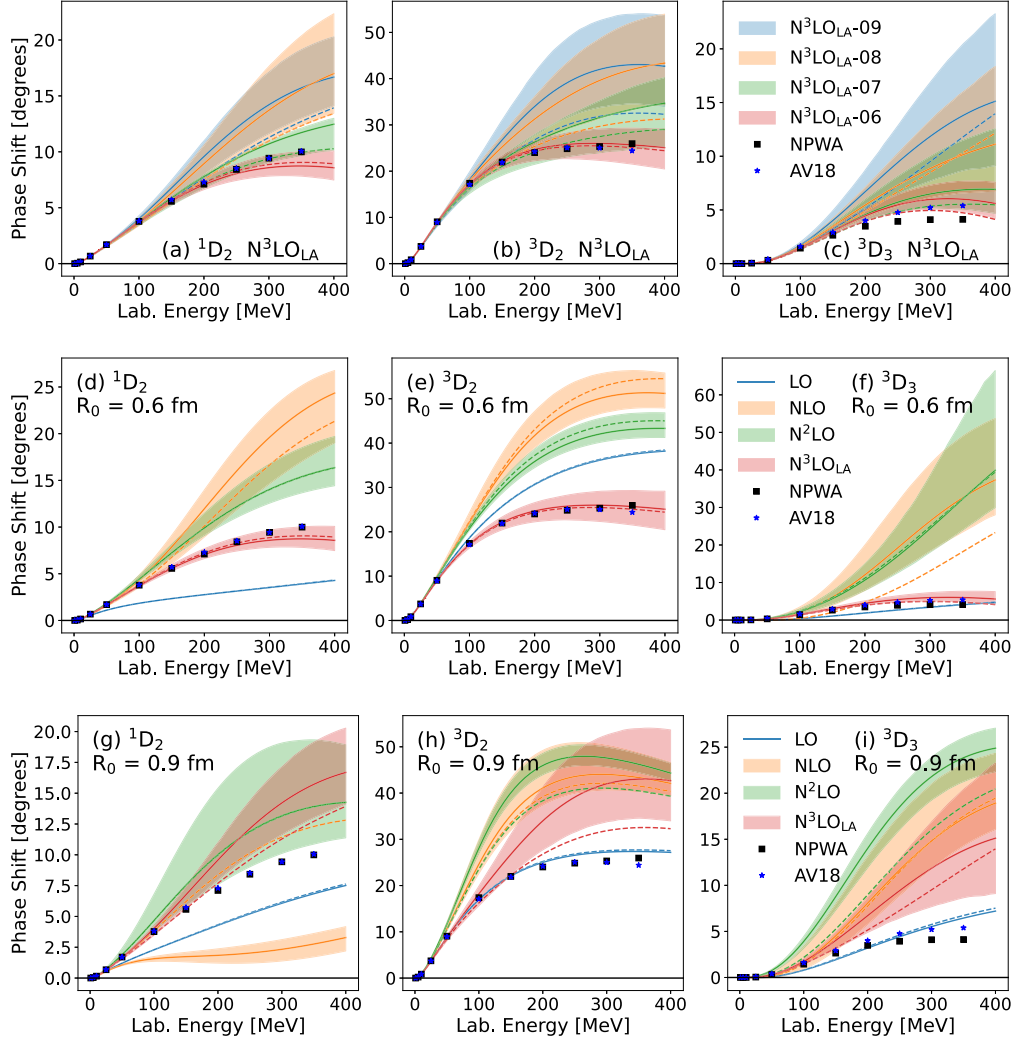 Phase Shift [degrees]
20
15
10
5
0
0 100 200 300 400
Lab. Energy [MeV]
(a) ¹D₂ N³LO_LA
50
40
30
20
10
0
0 100 200 300 400
Lab. Energy [MeV]
(b) ³D₂ N³LO_LA
20
15
10
5
0
0 100 200 300 400
Lab. Energy [MeV]
N³LO_LA-09
N³LO_LA-08
N³LO_LA-07
N³LO_LA-06
NPWA
AV18
(c) ³D₃ N³LO_LA
Phase Shift [degrees]
(d) ¹D₂
R₀ = 0.6 fm
25
20
15
10
5
0
0 100 200 300 400
Lab. Energy [MeV]
(e) ³D₂
R₀ = 0.6 fm
50
40
30
20
10
0
0 100 200 300 400
Lab. Energy [MeV]
(f) ³D₃
R₀ = 0.6 fm
LO
NLO
N²LO
N³LO_LA
NPWA
AV18
60
50
40
30
20
10
0
0 100 200 300 400
Lab. Energy [MeV]
Phase Shift [degrees]
(g) ¹D₂
R₀ = 0.9 fm
20.0
17.5
15.0
12.5
10.0
7.5
5.0
2.5
0.0
0 100 200 300 400
Lab. Energy [MeV]
(h) ³D₂
R₀ = 0.9 fm
50
40
30
20
10
0
0 100 200 300 400
Lab. Energy [MeV]
(i) ³D₃
R₀ = 0.9 fm
LO
NLO
N²LO
N³LO_LA
NPWA
AV18
25
20
15
10
5
0
0 100 200 300 400
Lab. Energy [MeV]